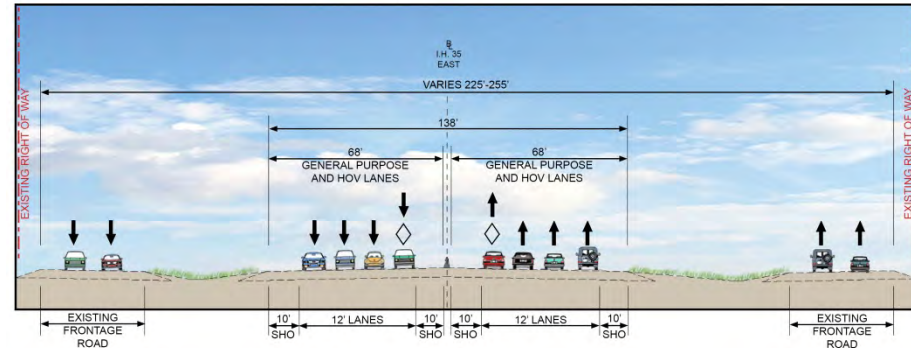 ℄
I.H. 35
EAST
VARIES 225'-255'
138'
68'
GENERAL PURPOSE
AND HOV LANES
68'
GENERAL PURPOSE
AND HOV LANES
EXISTING RIGHT OF WAY
EXISTING RIGHT OF WAY
EXISTING
FRONTAGE
ROAD
10'
SHO
12' LANES
10'
SHO
10'
SHO
12' LANES
10'
SHO
EXISTING
FRONTAGE
ROAD